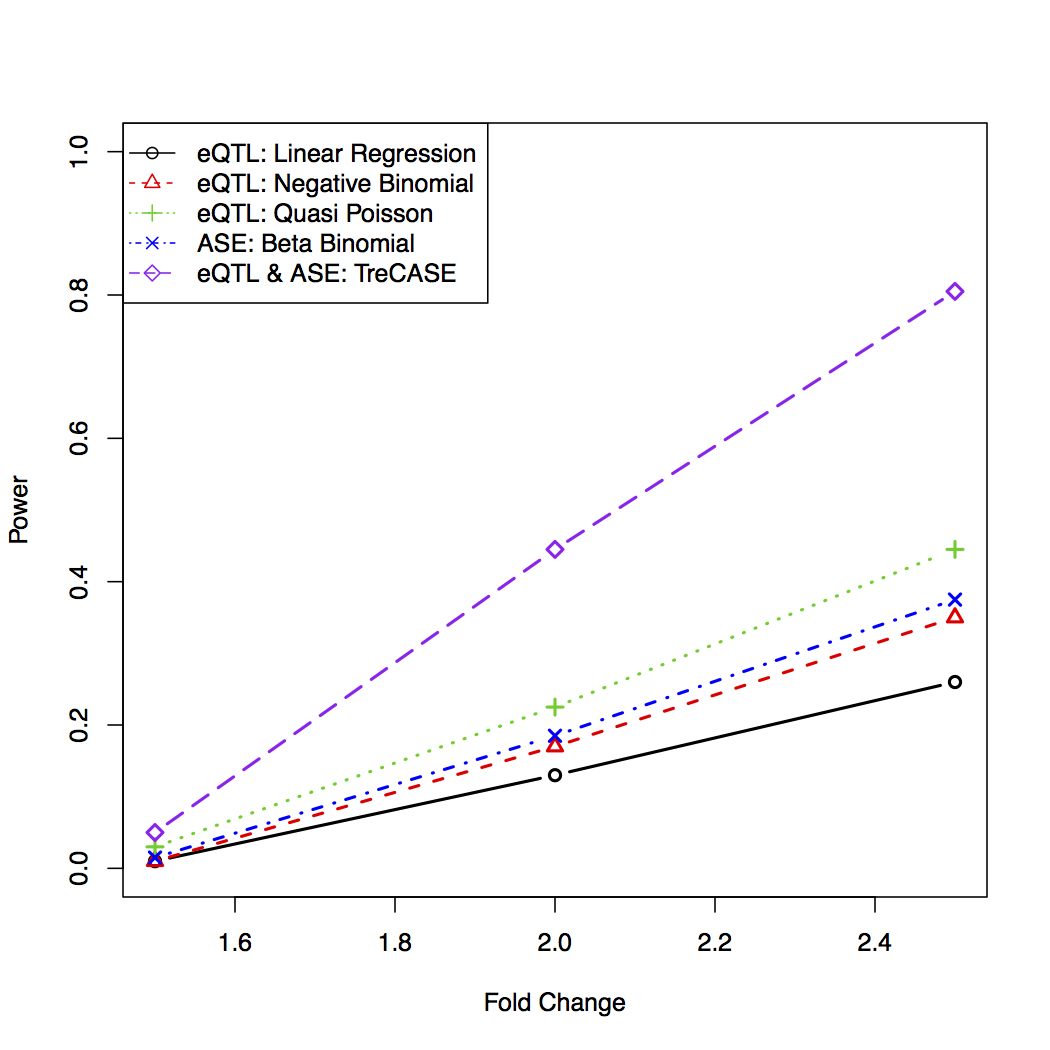 eQTL: Linear Regression
eQTL: Negative Binomial
eQTL: Quasi Poisson
ASE: Beta Binomial
eQTL & ASE: TreCASE
1.0
0.8
0.6
0.4
0.2
0.0
Power
1.6 1.8 2.0 2.2 2.4
Fold Change